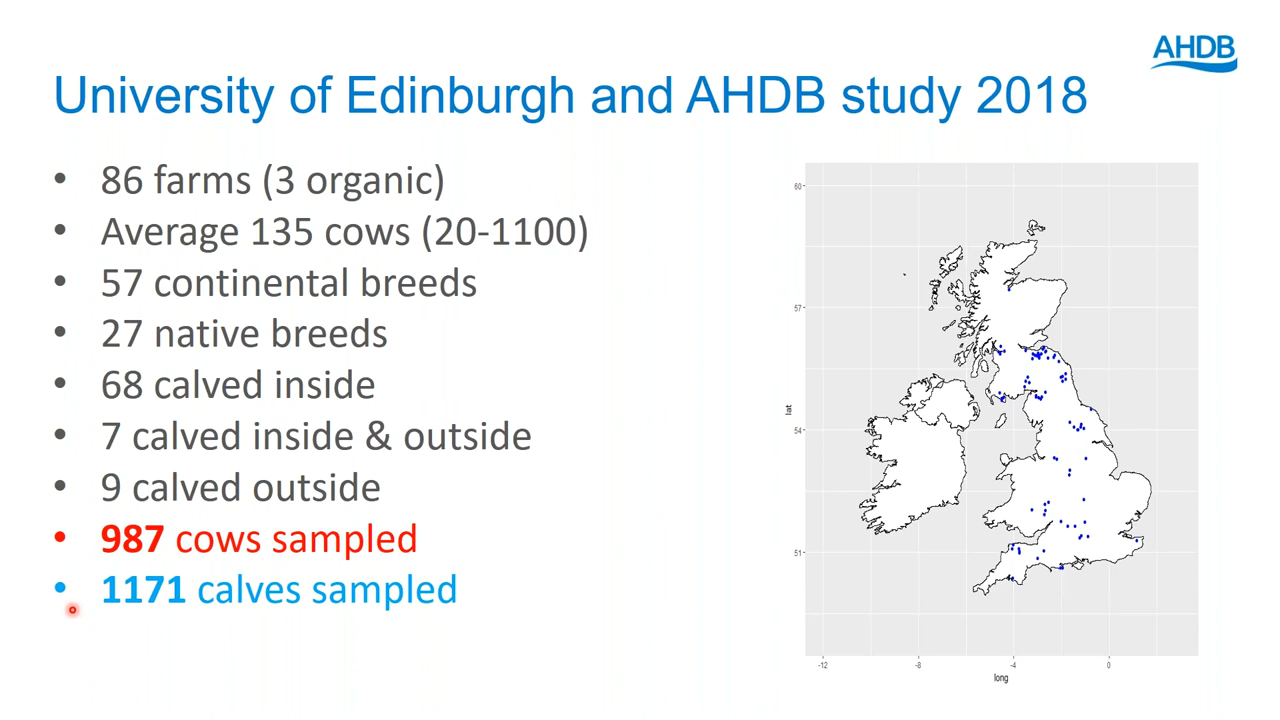 AHDB
University of Edinburgh and AHDB study 2018
• 86 farms (3 organic)
• Average 135 cows (20-1100)
• 57 continental breeds
• 27 native breeds
• 68 calved inside
• 7 calved inside & outside
• 9 calved outside
• 987 cows sampled
• 1171 calves sampled
60
57
54
51
lat
-12
-8
-4
0
long